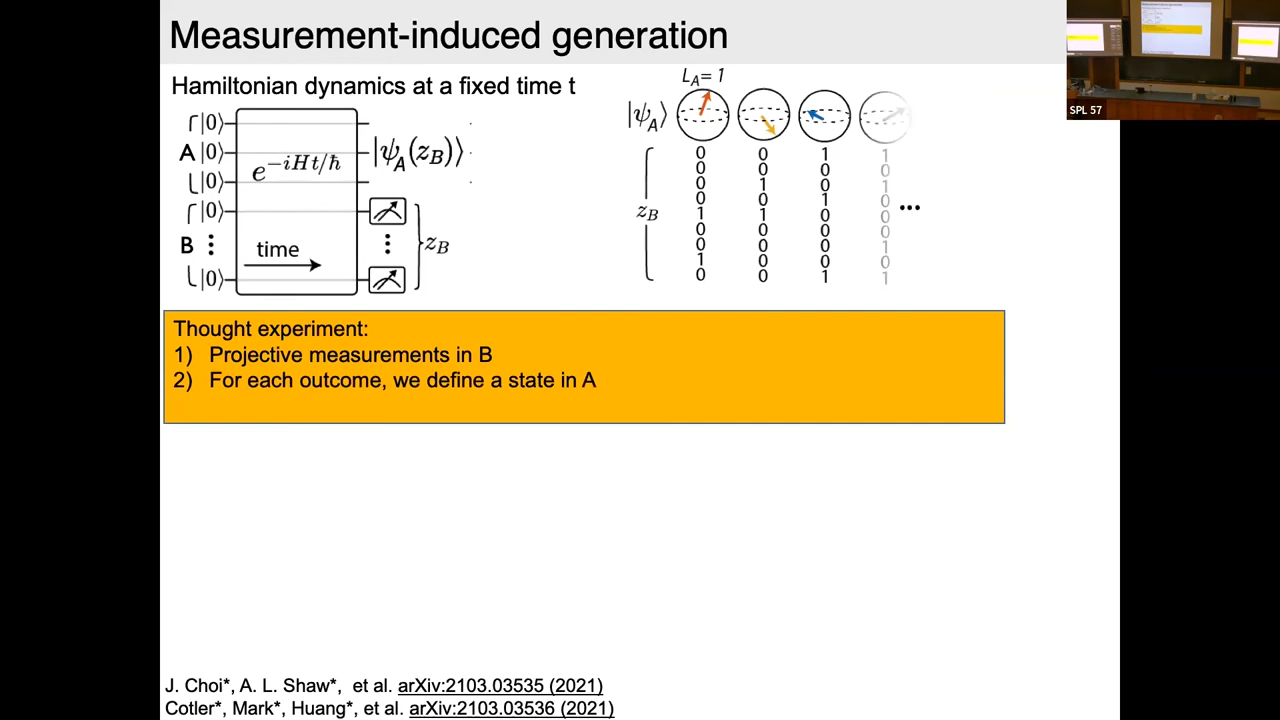 Measurement-induced generation
Hamiltonian dynamics at a fixed time t
A |0⟩
|0⟩
|0⟩
B |0⟩
⋮
|0⟩
e^{-iHt/ħ}
time
|ψ_A(z_B)⟩
⋮
z_B
L_A= 1
|ψ_A⟩
z_B
0 0 1 1
0 0 0 0
0 1 0 1
0 0 1 0
1 1 0 0
0 0 0 0
0 0 0 1
1 0 0 0
0 0 1 1
...
SPL 57
Thought experiment:
1) Projective measurements in B
2) For each outcome, we define a state in A
J. Choi*, A. L. Shaw*, et al. arXiv:2103.03535 (2021)
Cotler*, Mark*, Huang*, et al. arXiv:2103.03536 (2021)